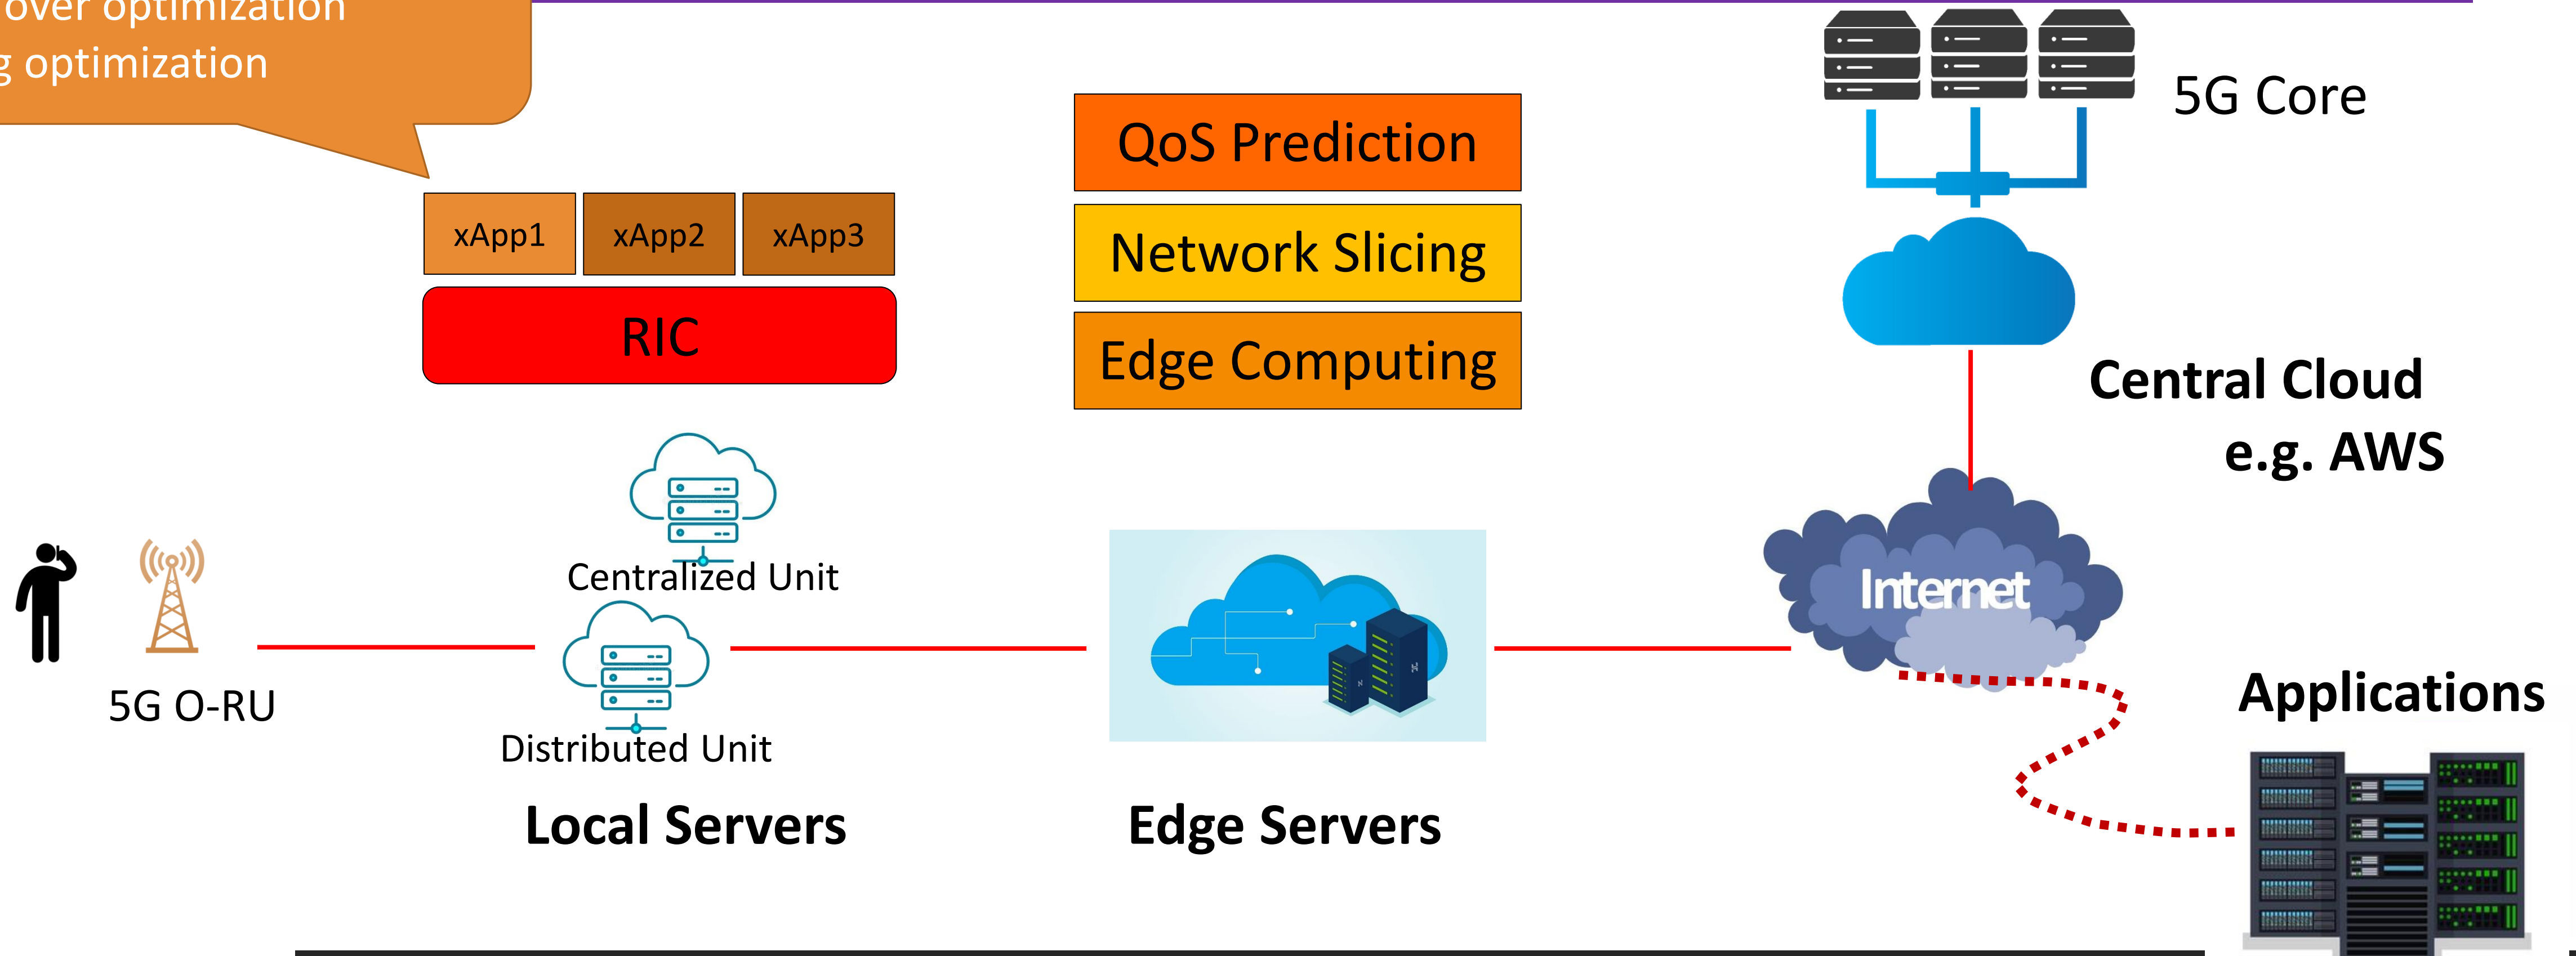 over optimization
g optimization
5G Core
QoS Prediction
Network Slicing
Edge Computing
xApp1
xApp2
xApp3
RIC
Central Cloud
e.g. AWS
Centralized Unit
Internet
5G O-RU
Distributed Unit
Applications
Local Servers
Edge Servers